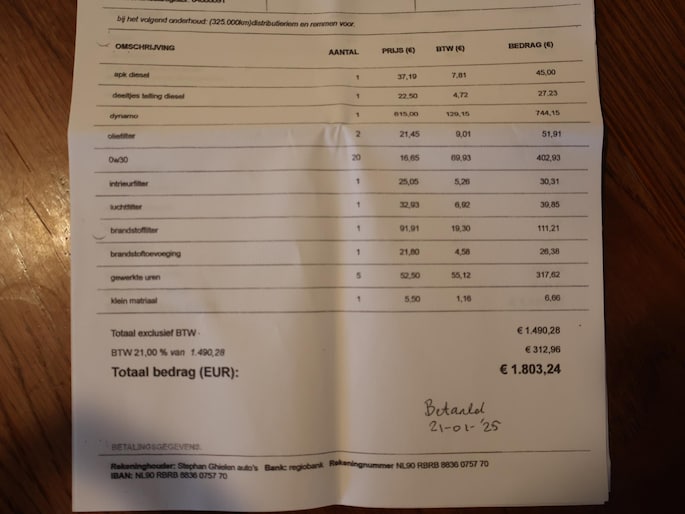 bij het volgend onderhoud: (325.000km)distributieriem en remmen voor.
OMSCHRIJVING AANTAL PRIJS (€) BTW (€) BEDRAG (€)
apk diesel 1 37,19 7,81 45,00
deeltjes telling diesel 1 22,50 4,72 27,23
dynamo 1 615,00 129,15 744,15
oliefilter 2 21,45 9,01 51,91
0w30 20 16,65 69,93 402,93
intrieurfilter 1 25,05 5,26 30,31
luchtfilter 1 32,93 6,92 39,85
brandstoffilter 1 91,91 19,30 111,21
brandstoftoevoeging 1 21,80 4,58 26,38
gewerkte uren 5 52,50 55,12 317,62
klein matriaal 1 5,50 1,16 6,66
Totaal exclusief BTW € 1.490,28
BTW 21,00 % van 1.490,28 € 312,96
Totaal bedrag (EUR): € 1.803,24
Betaald
21-01-'25
BETALINGSGEGEVENS:
Rekeninghouder: Stephan Ghielen auto's Bank: regiobank Rekeningnummer NL90 RBRB 8836 0757 70
IBAN: NL90 RBRB 8836 0757 70